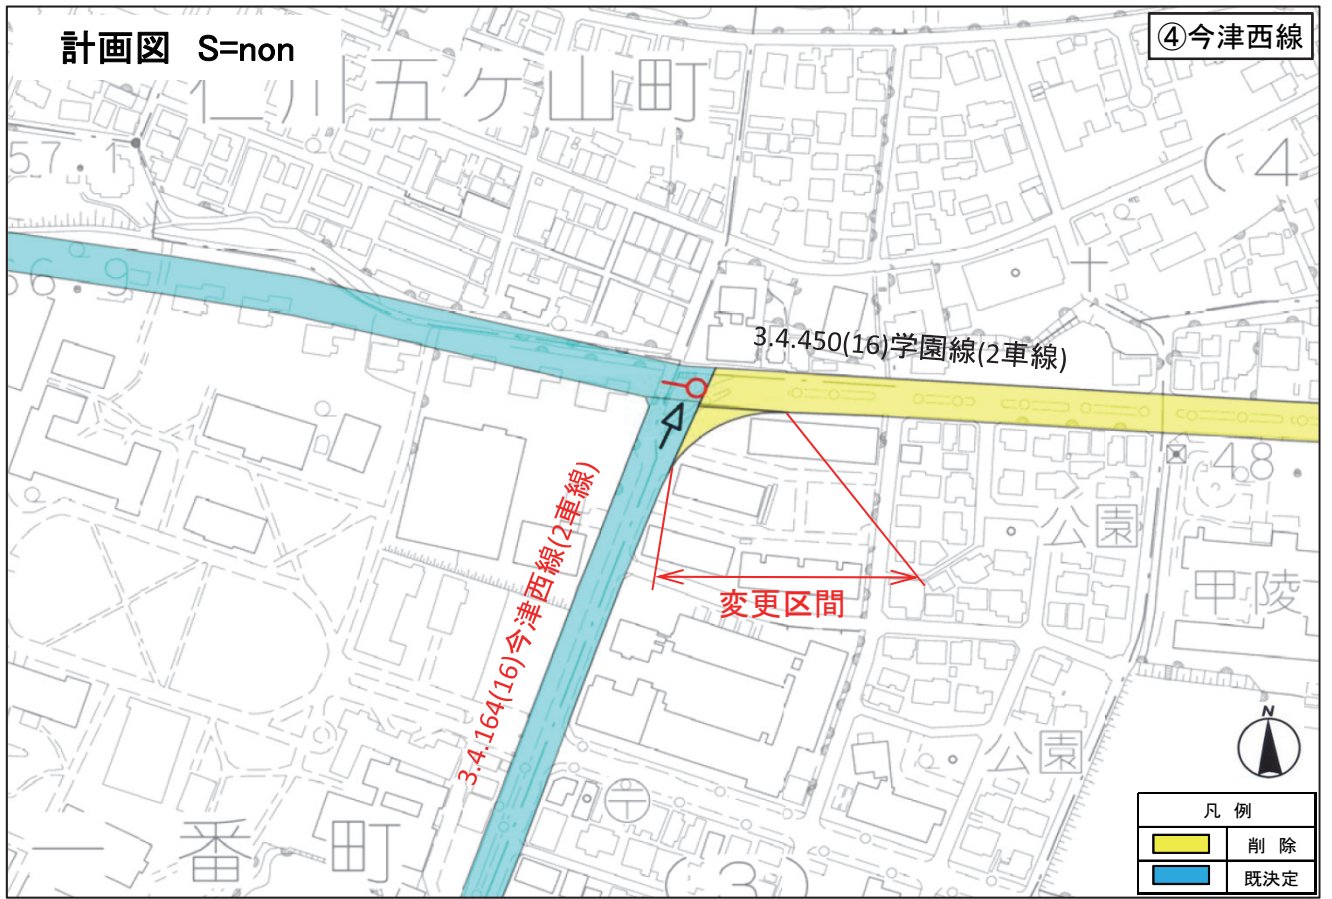 計画図 S=non
④今津西線
仁川五ケ山町
57.1
(4
66.9
3.4.450(16)学園線(2車線)
48
3.4.164(16)今津西線(2車線)
公園
甲陵
変更区間
公園
N
一番町
(3)
凡 例
削 除
既決定